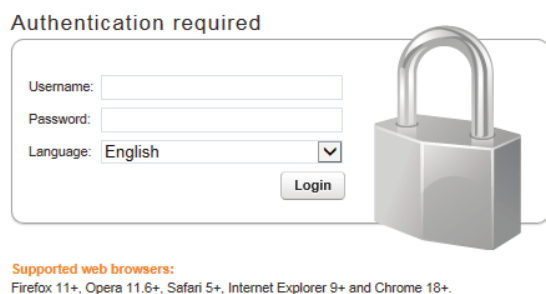 Authentication required
Username:
Password:
Language: English
Login
Supported web browsers:
Firefox 11+, Opera 11.6+, Safari 5+, Internet Explorer 9+ and Chrome 18+.